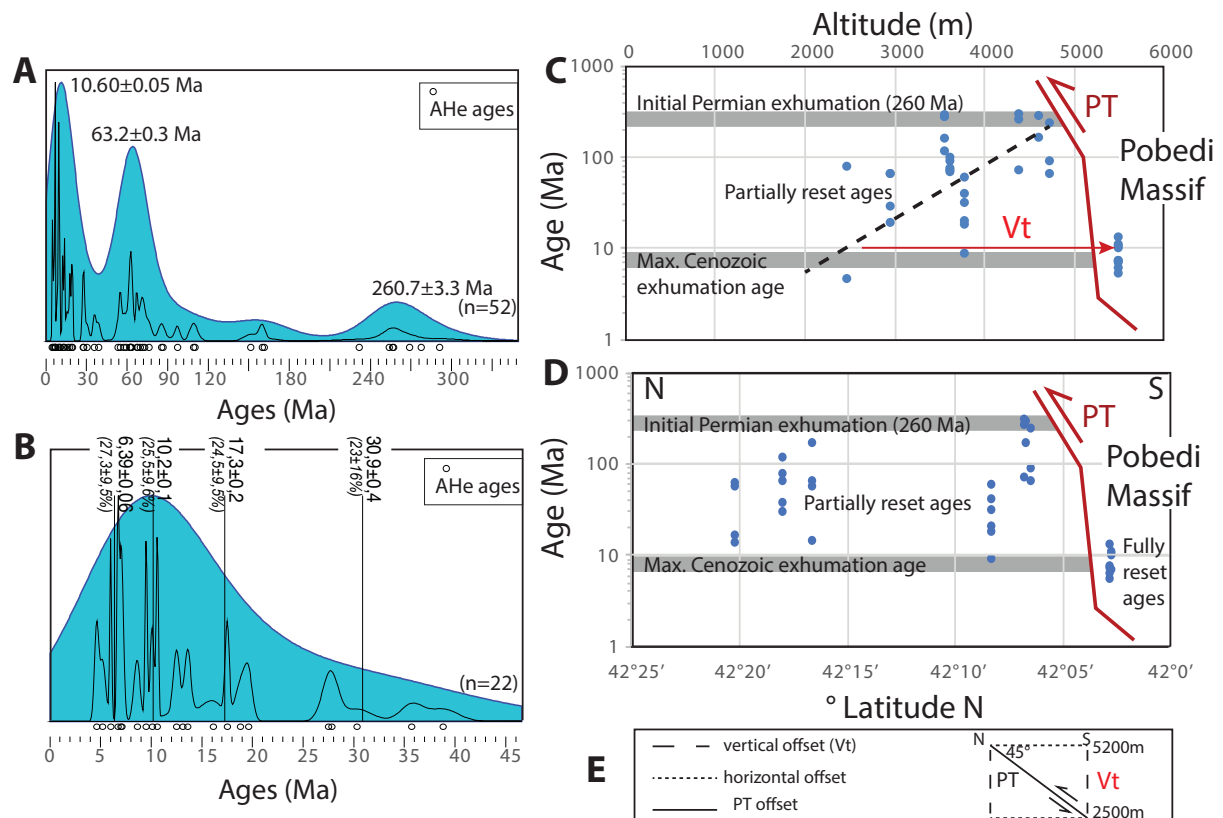 A
10.60±0.05 Ma
63.2±0.3 Ma
260.7±3.3 Ma
(n=52)
AHe ages
0 30 60 90 120 180 240 300
Ages (Ma)
B
6,39±0,06
(27,3±9,5%)
10,2±0,1
(25,5±9,6%)
17,3±0,2
(24,5±9,5%)
30,9±0,4
(23±16%)
AHe ages
(n=22)
0 5 10 15 20 25 30 35 40 45
Ages (Ma)
Altitude (m)
C
0 1000 2000 3000 4000 5000 6000
1000
100
10
1
Age (Ma)
Initial Permian exhumation (260 Ma)
PT
Pobedi
Massif
Partially reset ages
Vt
Max. Cenozoic
exhumation age
D
1000
100
10
1
Age (Ma)
N S
Initial Permian exhumation (260 Ma)
PT
Pobedi
Massif
Partially reset ages
Max. Cenozoic exhumation age
Fully
reset
ages
42°25' 42°20' 42°15' 42°10' 42°05' 42°0'
° Latitude N
E
vertical offset (Vt)
horizontal offset
PT offset
N S 5200m
45°
PT Vt
2500m